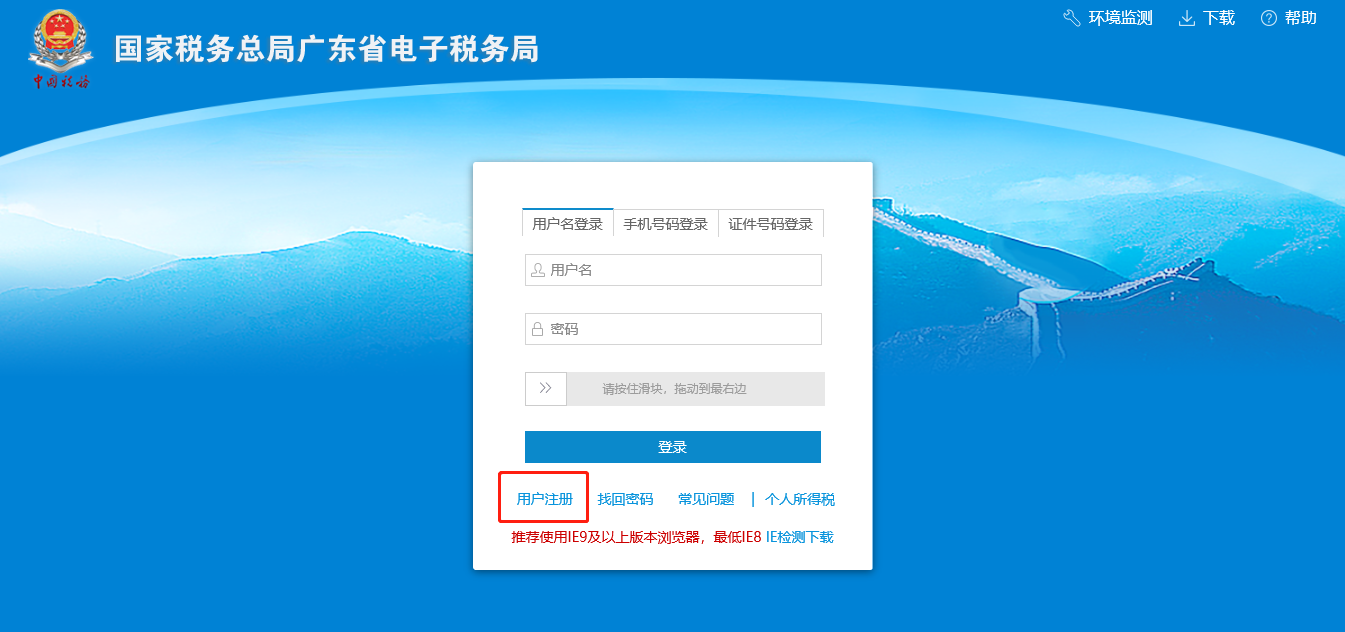 环境监测 下载 帮助
国家税务总局广东省电子税务局
中国税务
用户名登录 手机号码登录 证件号码登录
用户名
密码
请按住滑块，拖动到最右边
登录
用户注册 找回密码 常见问题 | 个人所得税
推荐使用IE9及以上版本浏览器，最低IE8 IE检测下载